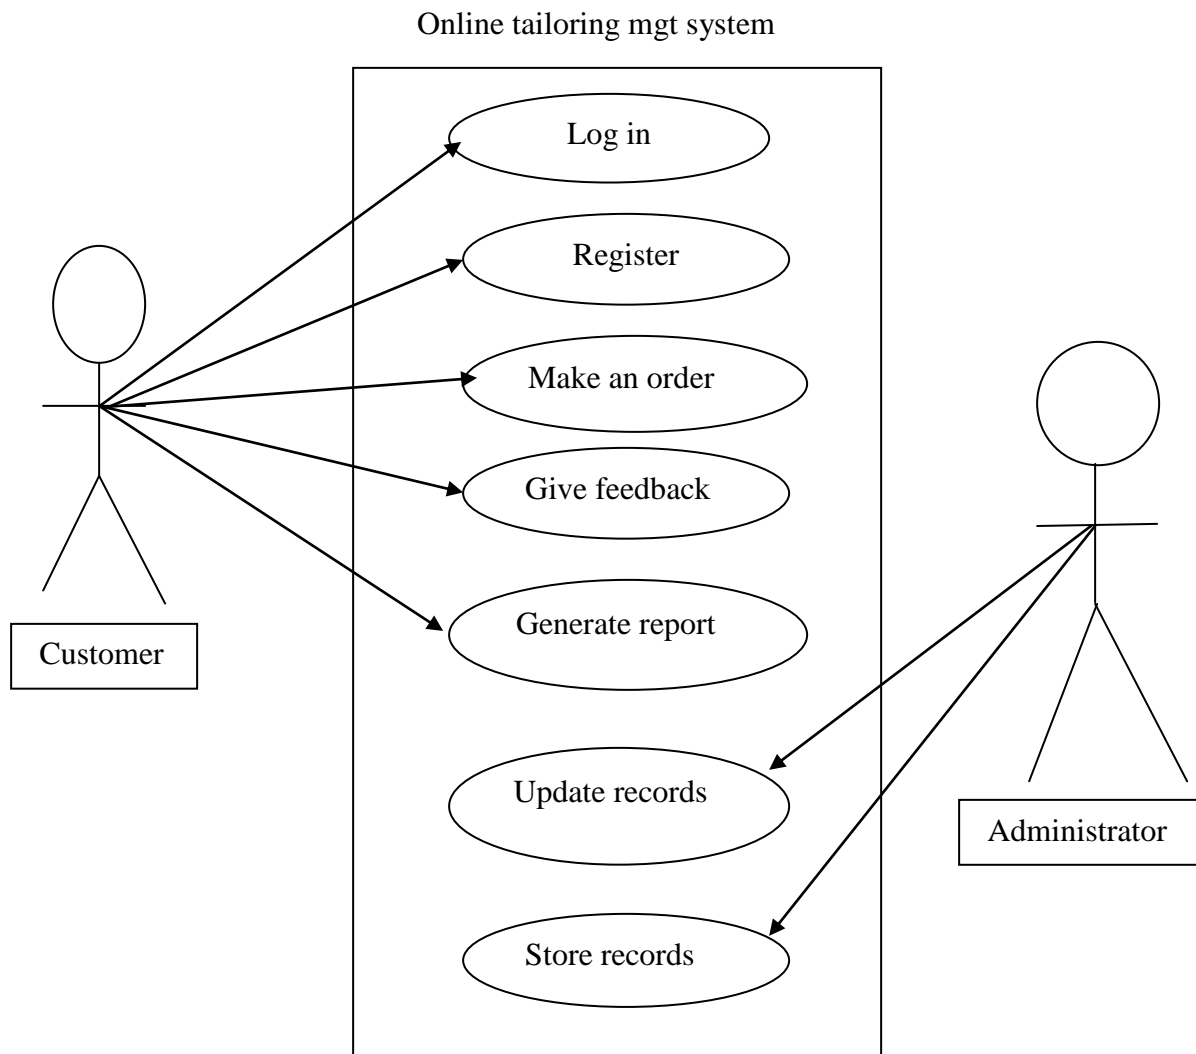 Online tailoring mgt system
Log in
Register
Make an order
Give feedback
Generate report
Customer
Update records
Administrator
Store records